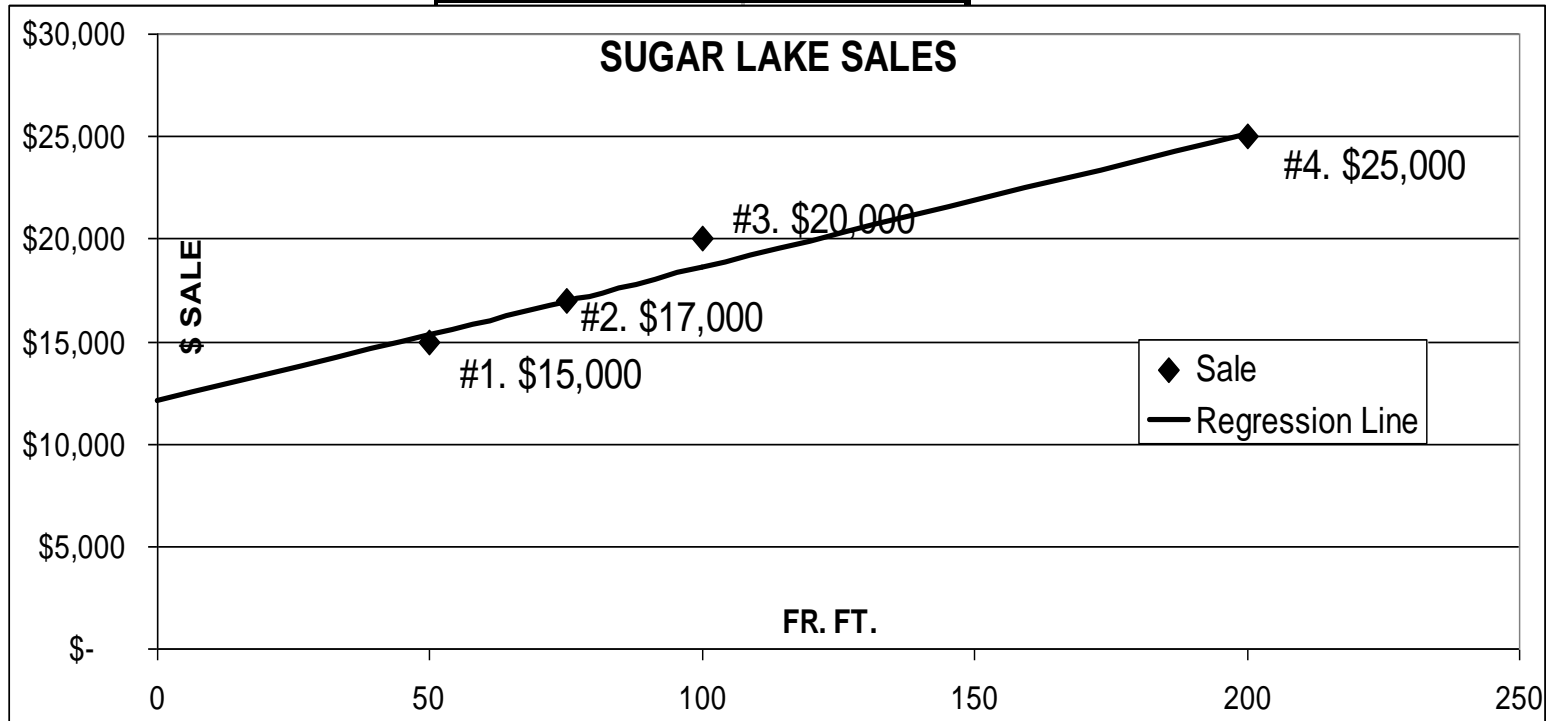 SUGAR LAKE SALES
$30,000
$25,000
$20,000
$15,000
$10,000
$5,000
$-
$ SALE
#4. $25,000
#3. $20,000
#2. $17,000
#1. $15,000
Sale
Regression Line
FR. FT.
0 50 100 150 200 250